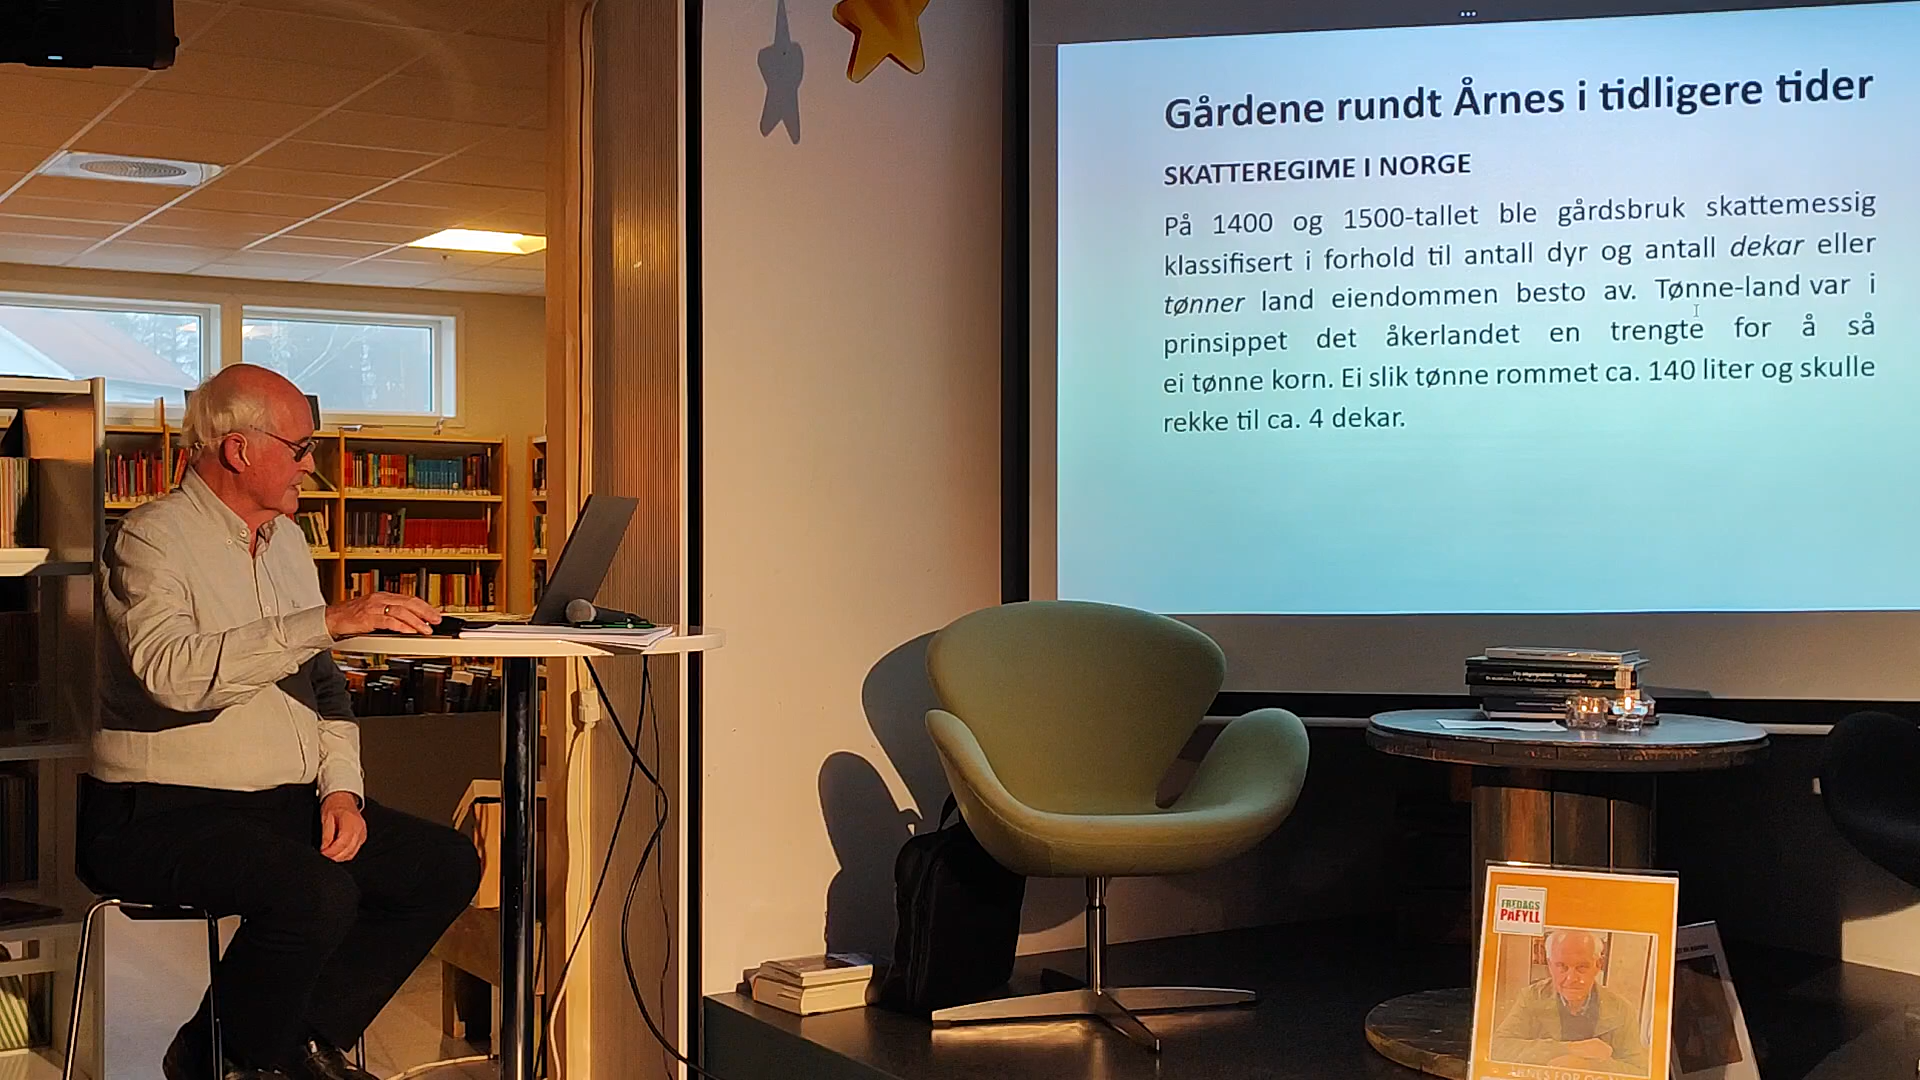 Gårdene rundt Årnes i tidligere tider
SKATTEREGIME I NORGE
På 1400 og 1500-tallet ble gårdsbruk skattemessig
klassifisert i forhold til antall dyr og antall dekar eller
tønner land eiendommen besto av. Tønne-land var i
prinsippet det åkerlandet en trengte for å så
ei tønne korn. Ei slik tønne rommet ca. 140 liter og skulle
rekke til ca. 4 dekar.
FREDAGS
PåFYLL